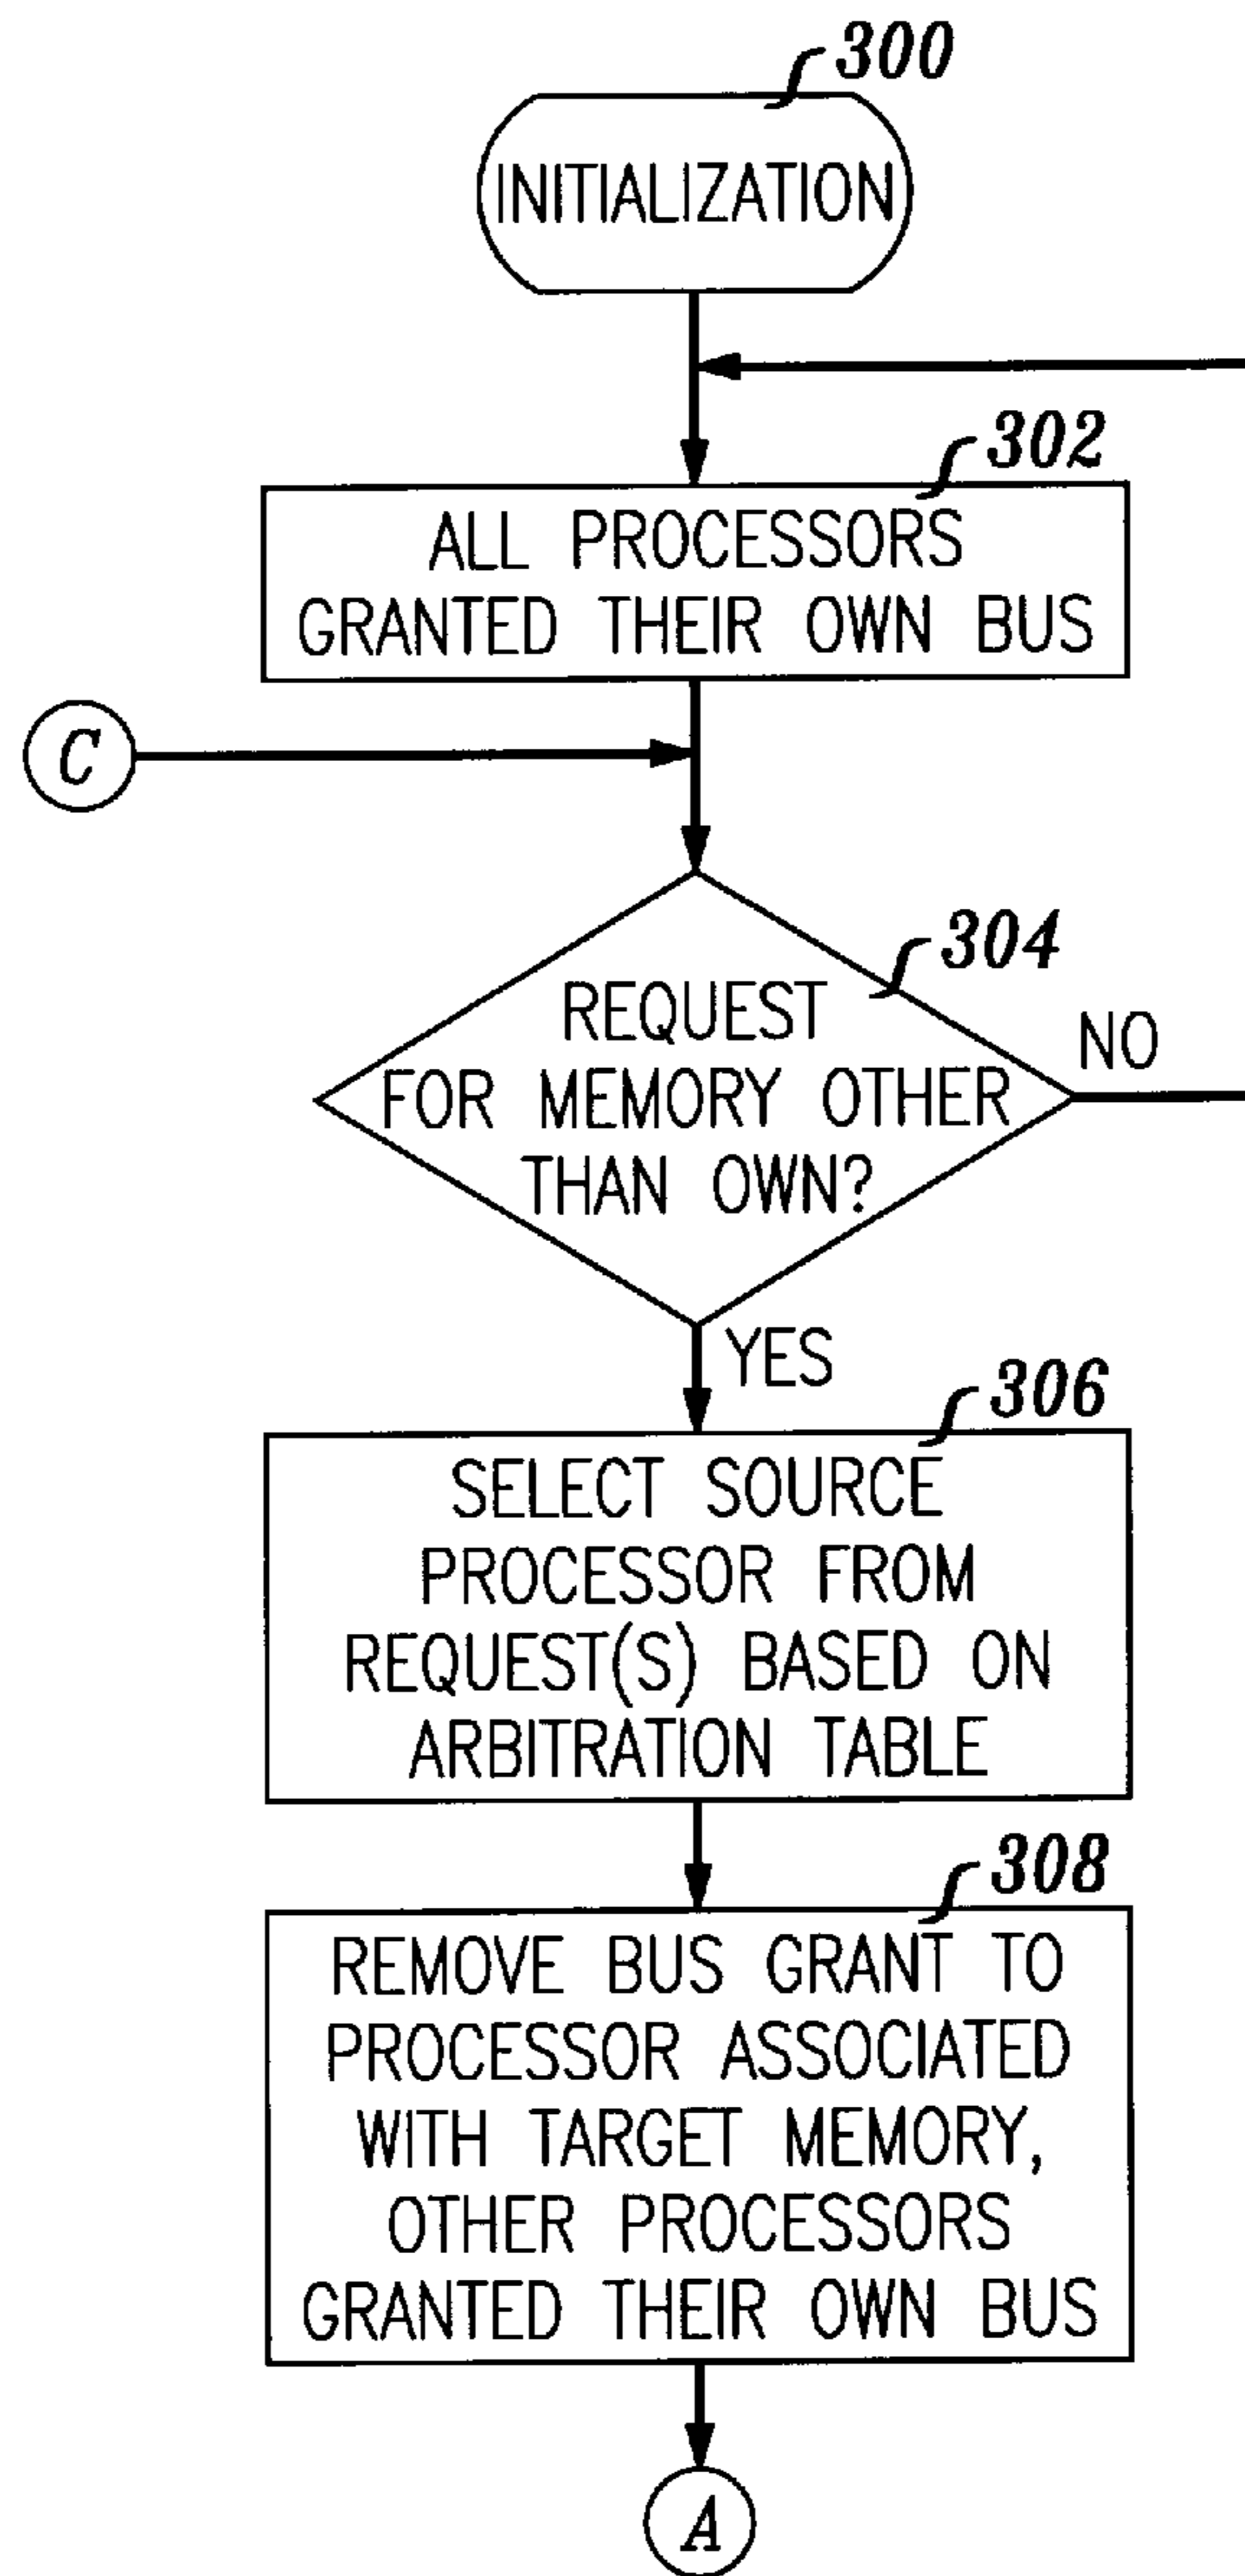 300
INITIALIZATION
302
ALL PROCESSORS
GRANTED THEIR OWN BUS
C
304
REQUEST
FOR MEMORY OTHER
THAN OWN?
NO
YES
306
SELECT SOURCE
PROCESSOR FROM
REQUEST(S) BASED ON
ARBITRATION TABLE
308
REMOVE BUS GRANT TO
PROCESSOR ASSOCIATED
WITH TARGET MEMORY,
OTHER PROCESSORS
GRANTED THEIR OWN BUS
A